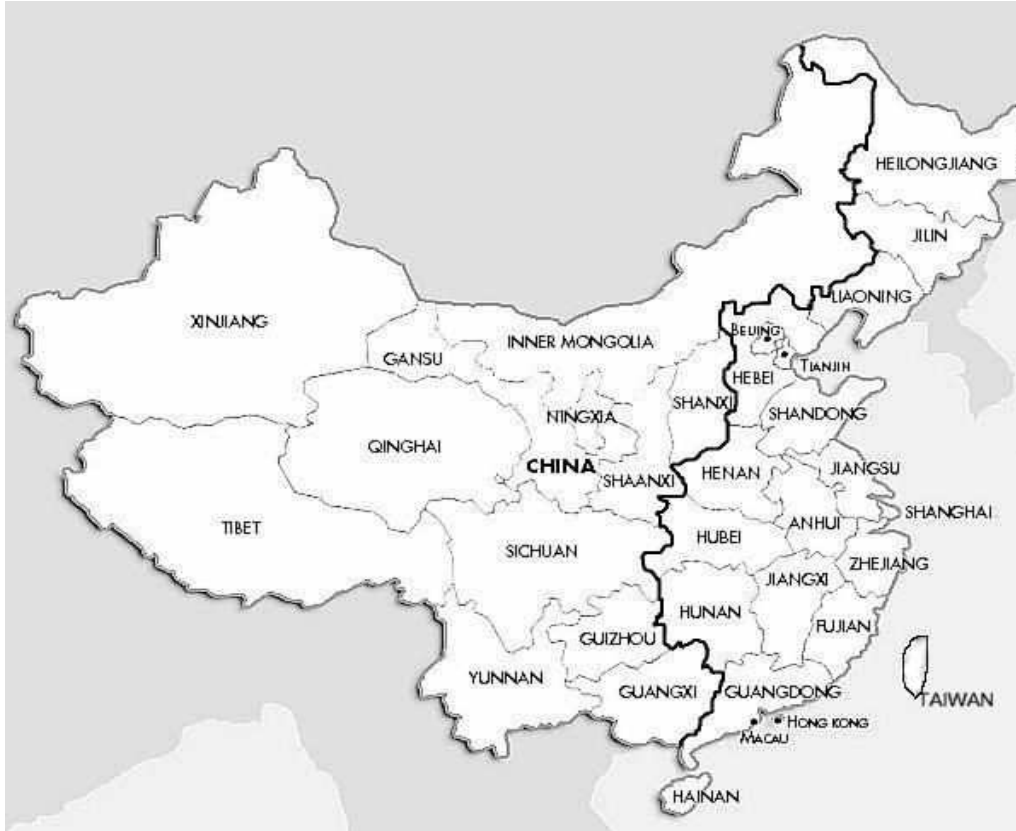 HEILONGJIANG
JILIN
LIAONING
XINJIANG
INNER MONGOLIA
BEIJING
GANSU
TIANJIN
HEBEI
SHANXI
NINGXIA
SHANDONG
QINGHAI
CHINA
HENAN
JIANGSU
SHAANXI
SHANGHAI
TIBET
ANHUI
HUBEI
SICHUAN
ZHEJIANG
JIANGXI
HUNAN
FUJIAN
GUIZHOU
YUNNAN
GUANGXI
GUANGDONG
TAIWAN
HONG KONG
MACAU
HAINAN